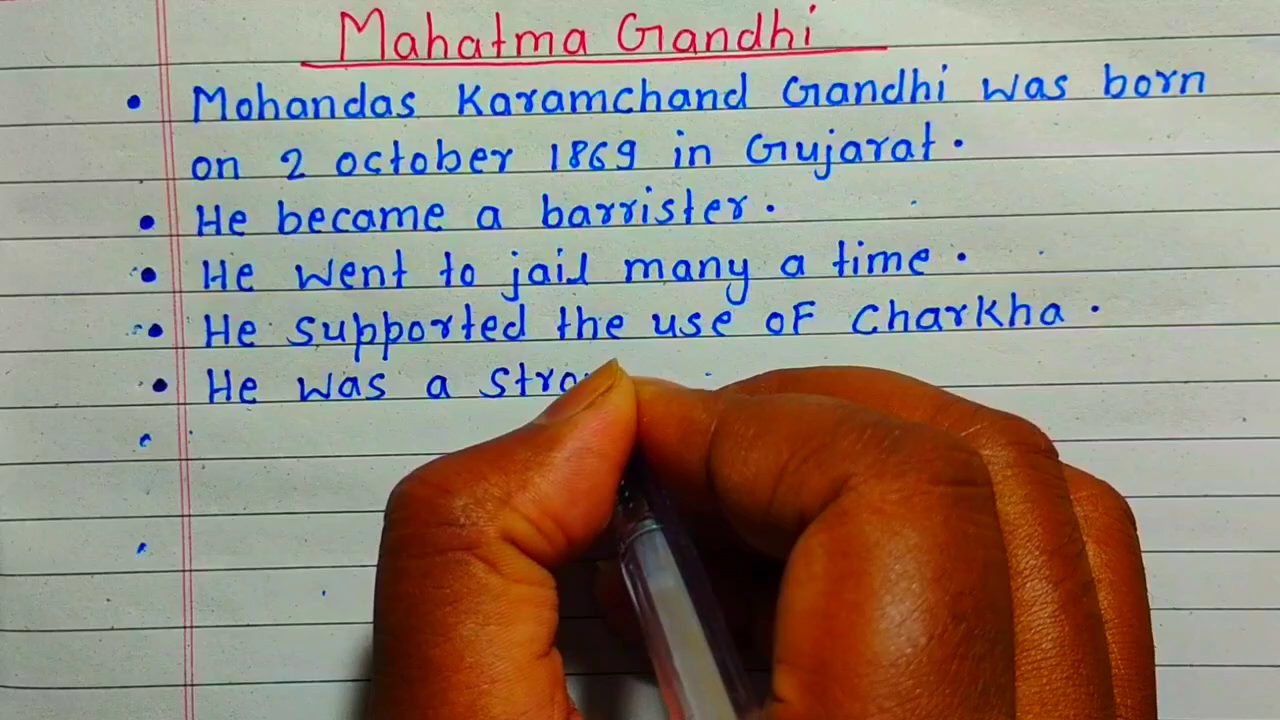 Mahatma Gandhi
• Mohandas Karamchand Gandhi was born
on 2 october 1869 in Gujarat.
• He became a barrister.
• He went to jail many a time.
• He supported the use of charkha.
• He was a